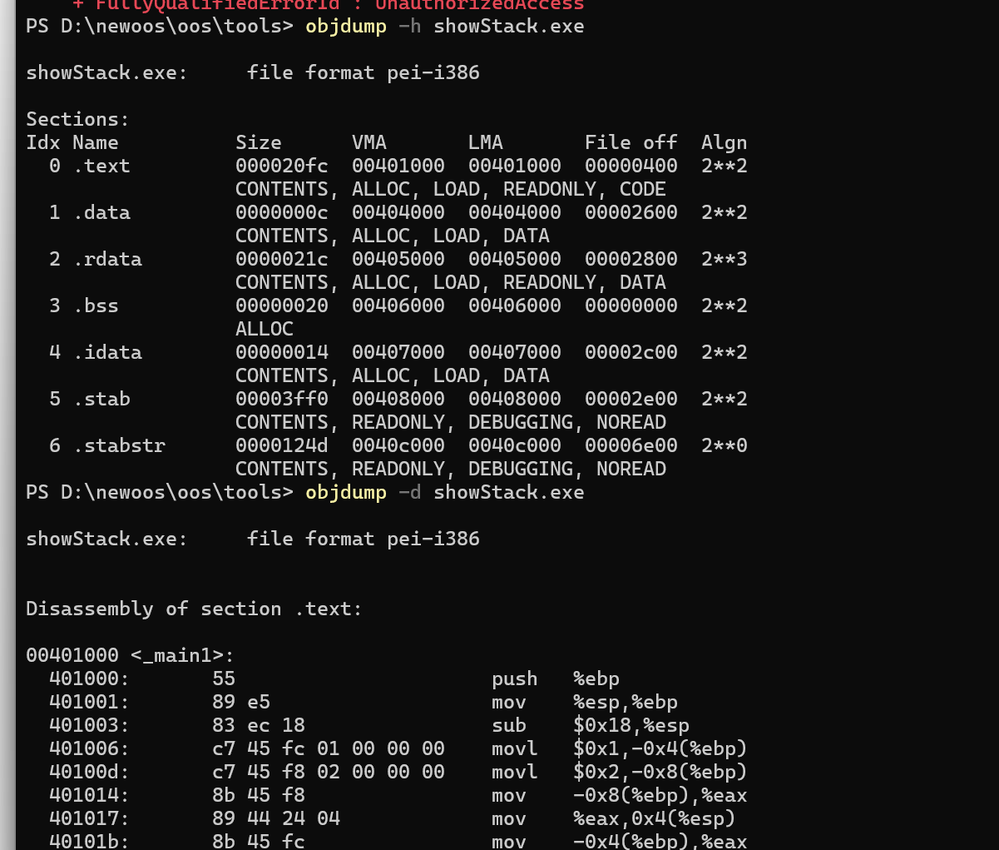 + FullyQualifiedErrorId : UnauthorizedAccess
PS D:\newoos\oos\tools> objdump -h showStack.exe
showStack.exe:     file format pei-i386
Sections:
Idx Name          Size      VMA       LMA       File off  Algn
  0 .text         000020fc  00401000  00401000  00000400  2**2
                  CONTENTS, ALLOC, LOAD, READONLY, CODE
  1 .data         0000000c  00404000  00404000  00002600  2**2
                  CONTENTS, ALLOC, LOAD, DATA
  2 .rdata        0000021c  00405000  00405000  00002800  2**3
                  CONTENTS, ALLOC, LOAD, READONLY, DATA
  3 .bss          00000020  00406000  00406000  00000000  2**2
                  ALLOC
  4 .idata        00000014  00407000  00407000  00002c00  2**2
                  CONTENTS, ALLOC, LOAD, DATA
  5 .stab         00003ff0  00408000  00408000  00002e00  2**2
                  CONTENTS, READONLY, DEBUGGING, NOREAD
  6 .stabstr      0000124d  0040c000  0040c000  00006e00  2**0
                  CONTENTS, READONLY, DEBUGGING, NOREAD
PS D:\newoos\oos\tools> objdump -d showStack.exe
showStack.exe:     file format pei-i386
Disassembly of section .text:
00401000 <_main1>:
  401000:       55                      push   %ebp
  401001:       89 e5                   mov    %esp,%ebp
  401003:       83 ec 18                sub    $0x18,%esp
  401006:       c7 45 fc 01 00 00 00    movl   $0x1,-0x4(%ebp)
  40100d:       c7 45 f8 02 00 00 00    movl   $0x2,-0x8(%ebp)
  401014:       8b 45 f8                mov    -0x8(%ebp),%eax
  401017:       89 44 24 04             mov    %eax,0x4(%esp)
  40101b:       8b 45 fc                mov    -0x4(%ebp),%eax